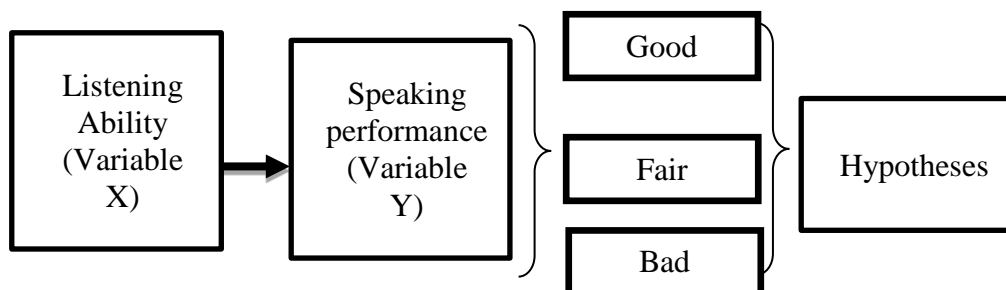 Listening
Ability
(Variable
X)
Speaking
performance
(Variable
Y)
Good
Fair
Bad
Hypotheses